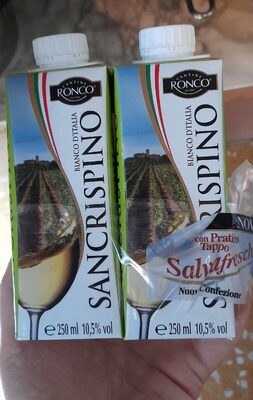 CANTINE
RONCO
BIANCO D'ITALIA
SANCRISPINO
℮ 250 ml 10,5% vol
CANTINE
RONCO
BIANCO D'ITALIA
SANCRISPINO
℮ 250 ml 10,5% vol
con Pratico
Tappo
Salvafresch
Nuova Confezione